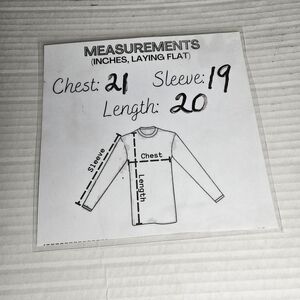 MEASUREMENTS
(INCHES, LAYING FLAT)
Chest: 21 Sleeve: 19
Length: 20
Sleeve
Chest
Length